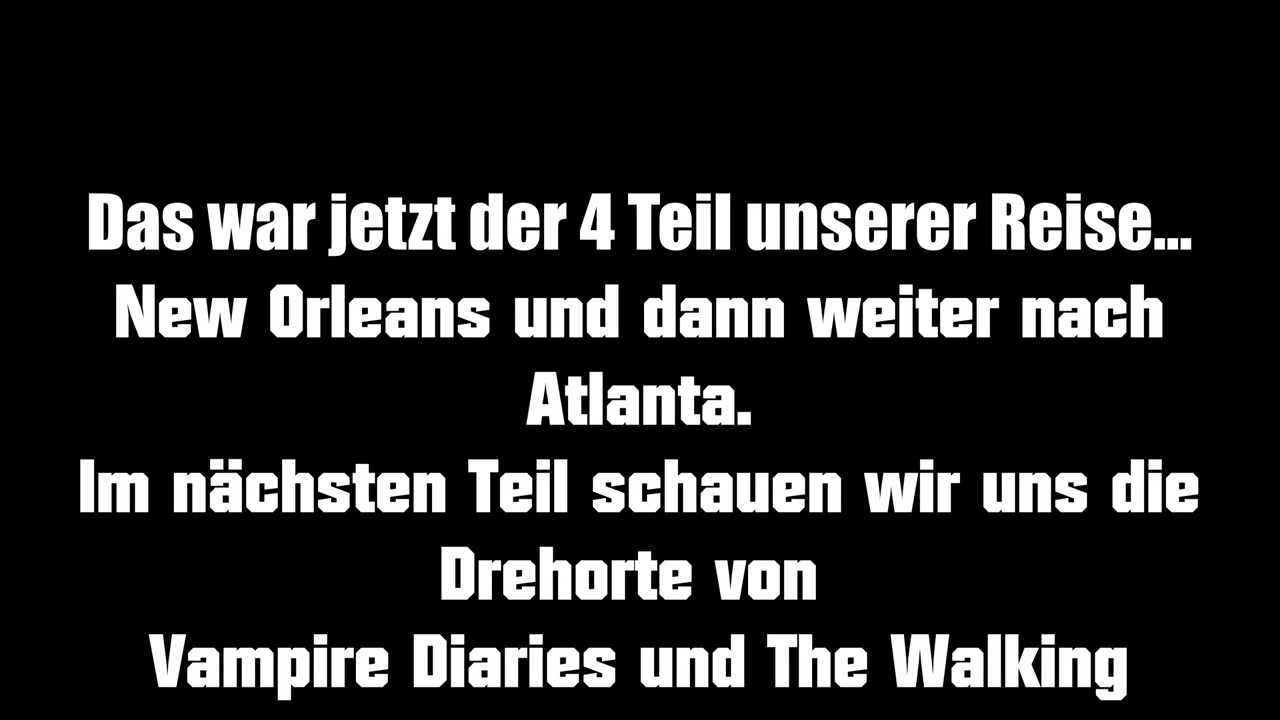 Das war jetzt der 4 Teil unserer Reise...
New Orleans und dann weiter nach
Atlanta.
Im nächsten Teil schauen wir uns die
Drehorte von
Vampire Diaries und The Walking